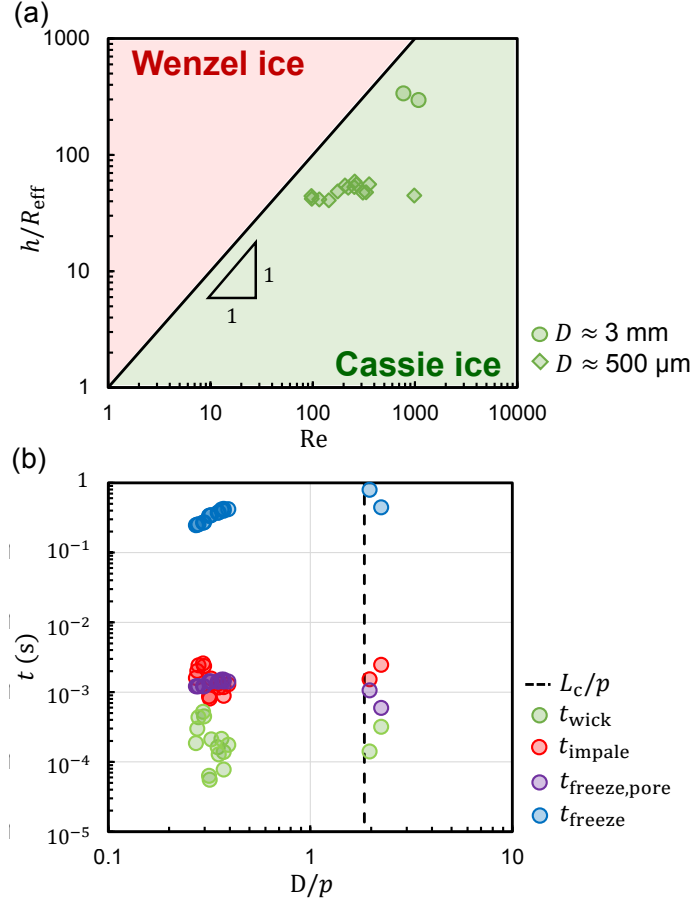 (a)
1000
100
10
1
h/R_eff
Wenzel ice
Cassie ice
1
1
1 10 100 1000 10000
Re
D ≈ 3 mm
D ≈ 500 µm
(b)
1
10⁻¹
10⁻²
10⁻³
10⁻⁴
10⁻⁵
t (s)
0.1 1 10
D/p
L_c/p
t_wick
t_impale
t_freeze,pore
t_freeze